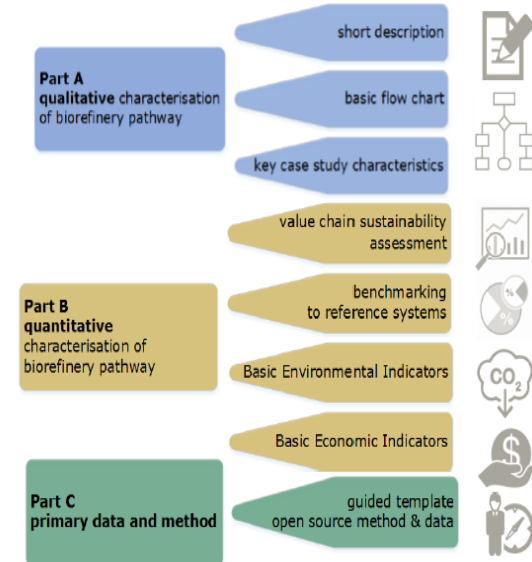 short description
Part A
qualitative characterisation
of biorefinery pathway
basic flow chart
key case study characteristics
value chain sustainability
assessment
Part B
quantitative
characterisation of
biorefinery pathway
benchmarking
to reference systems
%
%
Basic Environmental Indicators
CO2
Basic Economic Indicators
$
Part C
primary data and method
guided template
open source method & data